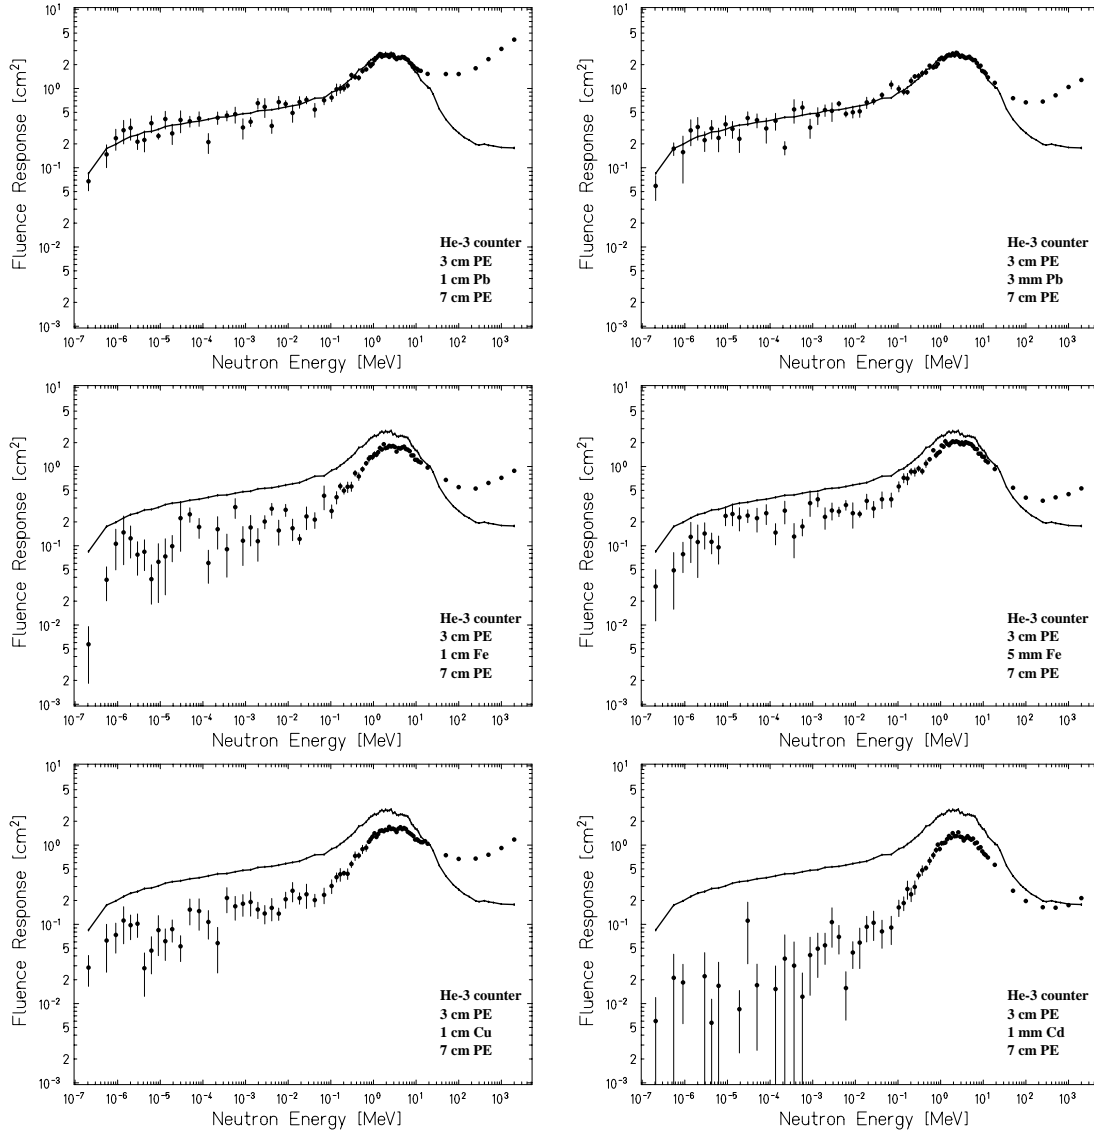 10¹ 5 2 10⁰ 5 2 10⁻¹ 5 2 10⁻² 5 2 10⁻³
Fluence Response [cm²]
He-3 counter
3 cm PE
1 cm Pb
7 cm PE
10⁻⁷ 10⁻⁶ 10⁻⁵ 10⁻⁴ 10⁻³ 10⁻² 10⁻¹ 10⁰ 10¹ 10² 10³
Neutron Energy [MeV]
10¹ 5 2 10⁰ 5 2 10⁻¹ 5 2 10⁻² 5 2 10⁻³
Fluence Response [cm²]
He-3 counter
3 cm PE
3 mm Pb
7 cm PE
10⁻⁷ 10⁻⁶ 10⁻⁵ 10⁻⁴ 10⁻³ 10⁻² 10⁻¹ 10⁰ 10¹ 10² 10³
Neutron Energy [MeV]
10¹ 5 2 10⁰ 5 2 10⁻¹ 5 2 10⁻² 5 2 10⁻³
Fluence Response [cm²]
He-3 counter
3 cm PE
1 cm Fe
7 cm PE
10⁻⁷ 10⁻⁶ 10⁻⁵ 10⁻⁴ 10⁻³ 10⁻² 10⁻¹ 10⁰ 10¹ 10² 10³
Neutron Energy [MeV]
10¹ 5 2 10⁰ 5 2 10⁻¹ 5 2 10⁻² 5 2 10⁻³
Fluence Response [cm²]
He-3 counter
3 cm PE
5 mm Fe
7 cm PE
10⁻⁷ 10⁻⁶ 10⁻⁵ 10⁻⁴ 10⁻³ 10⁻² 10⁻¹ 10⁰ 10¹ 10² 10³
Neutron Energy [MeV]
10¹ 5 2 10⁰ 5 2 10⁻¹ 5 2 10⁻² 5 2 10⁻³
Fluence Response [cm²]
He-3 counter
3 cm PE
1 cm Cu
7 cm PE
10⁻⁷ 10⁻⁶ 10⁻⁵ 10⁻⁴ 10⁻³ 10⁻² 10⁻¹ 10⁰ 10¹ 10² 10³
Neutron Energy [MeV]
10¹ 5 2 10⁰ 5 2 10⁻¹ 5 2 10⁻² 5 2 10⁻³
Fluence Response [cm²]
He-3 counter
3 cm PE
1 mm Cd
7 cm PE
10⁻⁷ 10⁻⁶ 10⁻⁵ 10⁻⁴ 10⁻³ 10⁻² 10⁻¹ 10⁰ 10¹ 10² 10³
Neutron Energy [MeV]